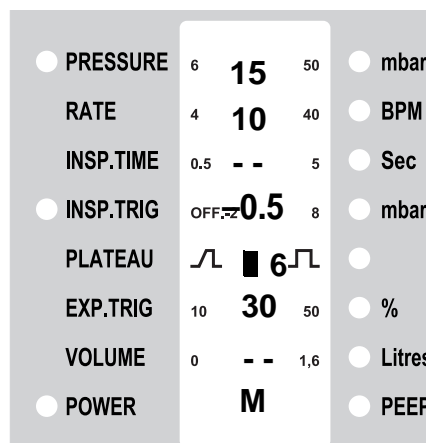 PRESSURE 6 15 50 mbar
RATE 4 10 40 BPM
INSP.TIME 0.5 - - 5 Sec
INSP.TRIG OFF.-2 -0.5 8 mbar
PLATEAU 6
EXP.TRIG 10 30 50 %
VOLUME 0 - - 1,6 Litres
POWER M PEEP